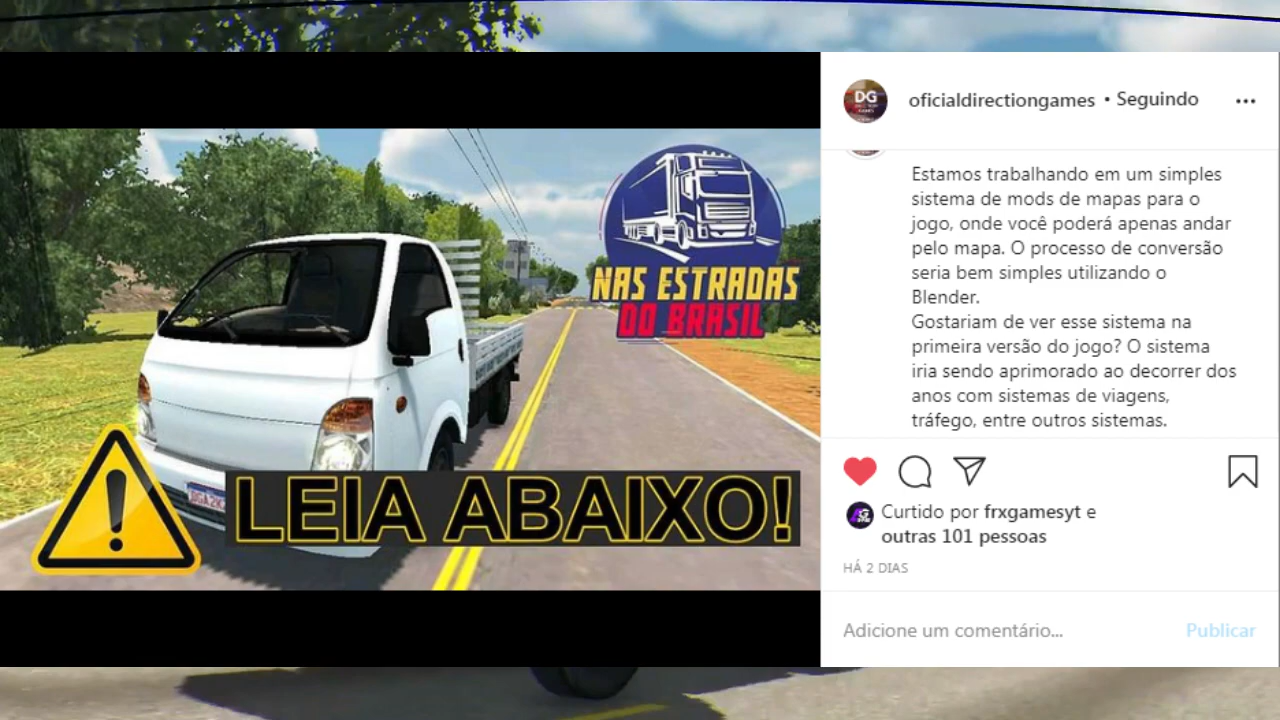 oficialdirectiongames • Seguindo
Estamos trabalhando em um simples
sistema de mods de mapas para o
jogo, onde você poderá apenas andar
pelo mapa. O processo de conversão
seria bem simples utilizando o
Blender.
Gostariam de ver esse sistema na
primeira versão do jogo? O sistema
iria sendo aprimorado ao decorrer dos
anos com sistemas de viagens,
tráfego, entre outros sistemas.
Curtido por frxgamesyt e
outras 101 pessoas
HÁ 2 DIAS
Adicione um comentário... Publicar
NAS ESTRADAS
DO BRASIL
LEIA ABAIXO!
DG